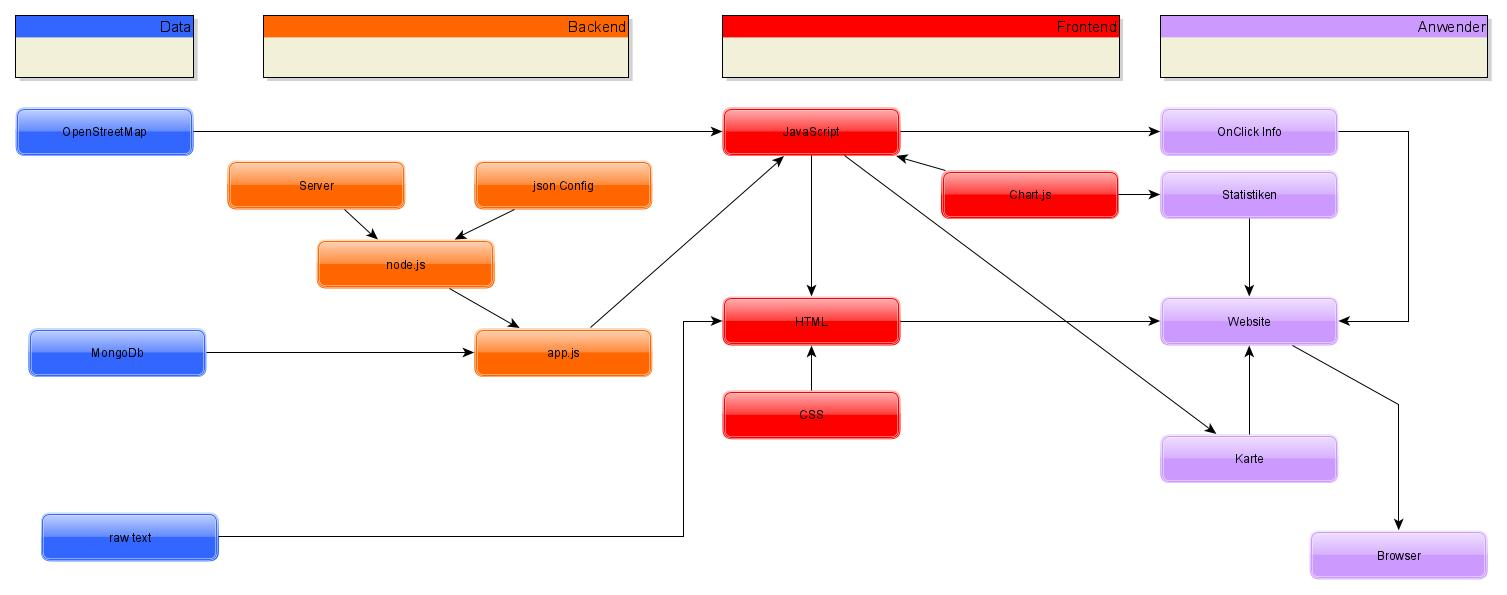 Data
Backend
Frontend
Anwender
OpenStreetMap
JavaScript
OnClick Info
Server
json Config
Chart.js
Statistiken
node.js
HTML
Website
MongoDb
app.js
CSS
Karte
raw text
Browser